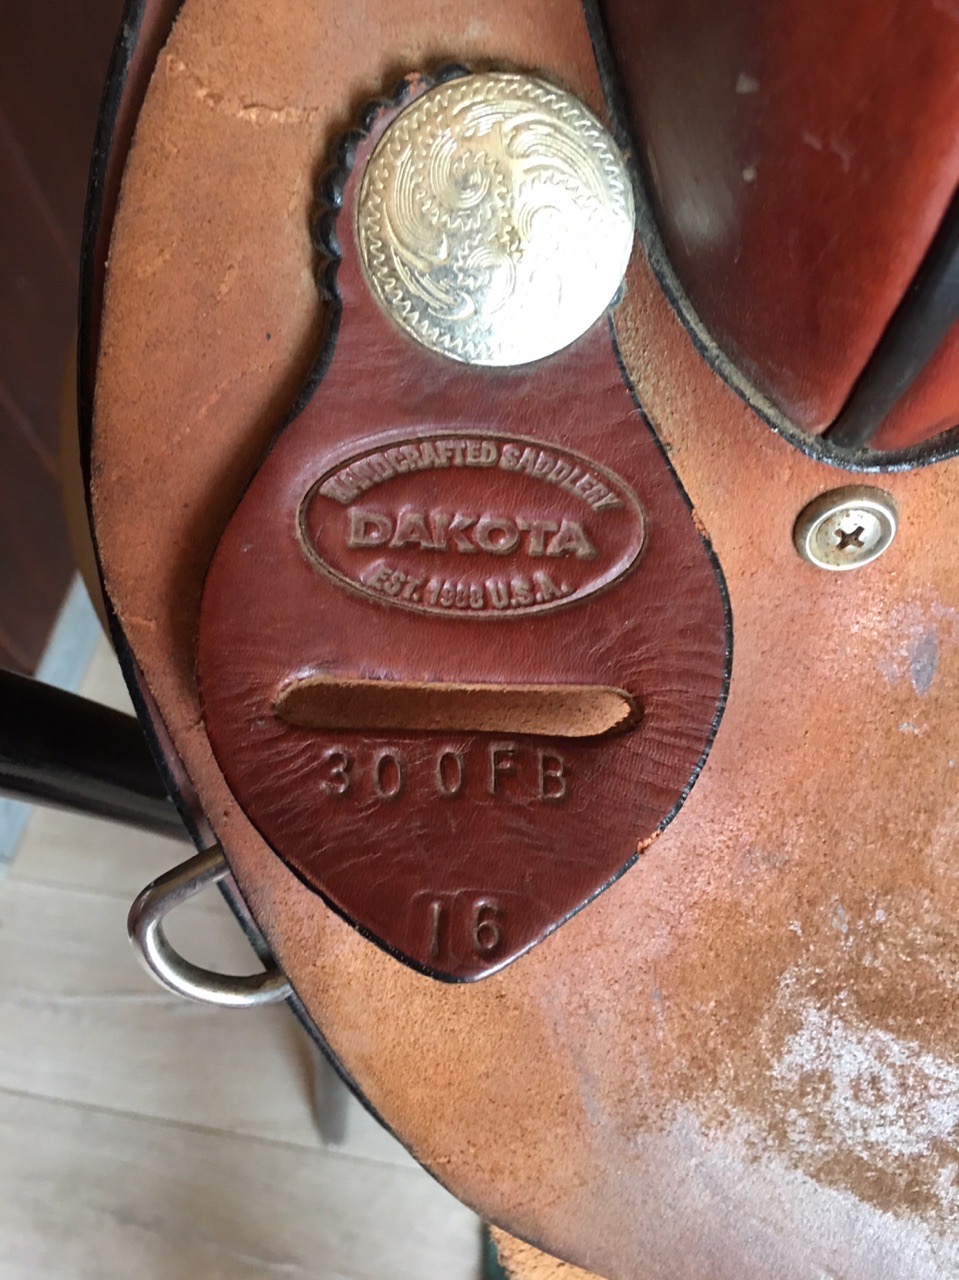 HANDCRAFTED SADDLERY
DAKOTA
EST. 1988 U.S.A.
300FB
16